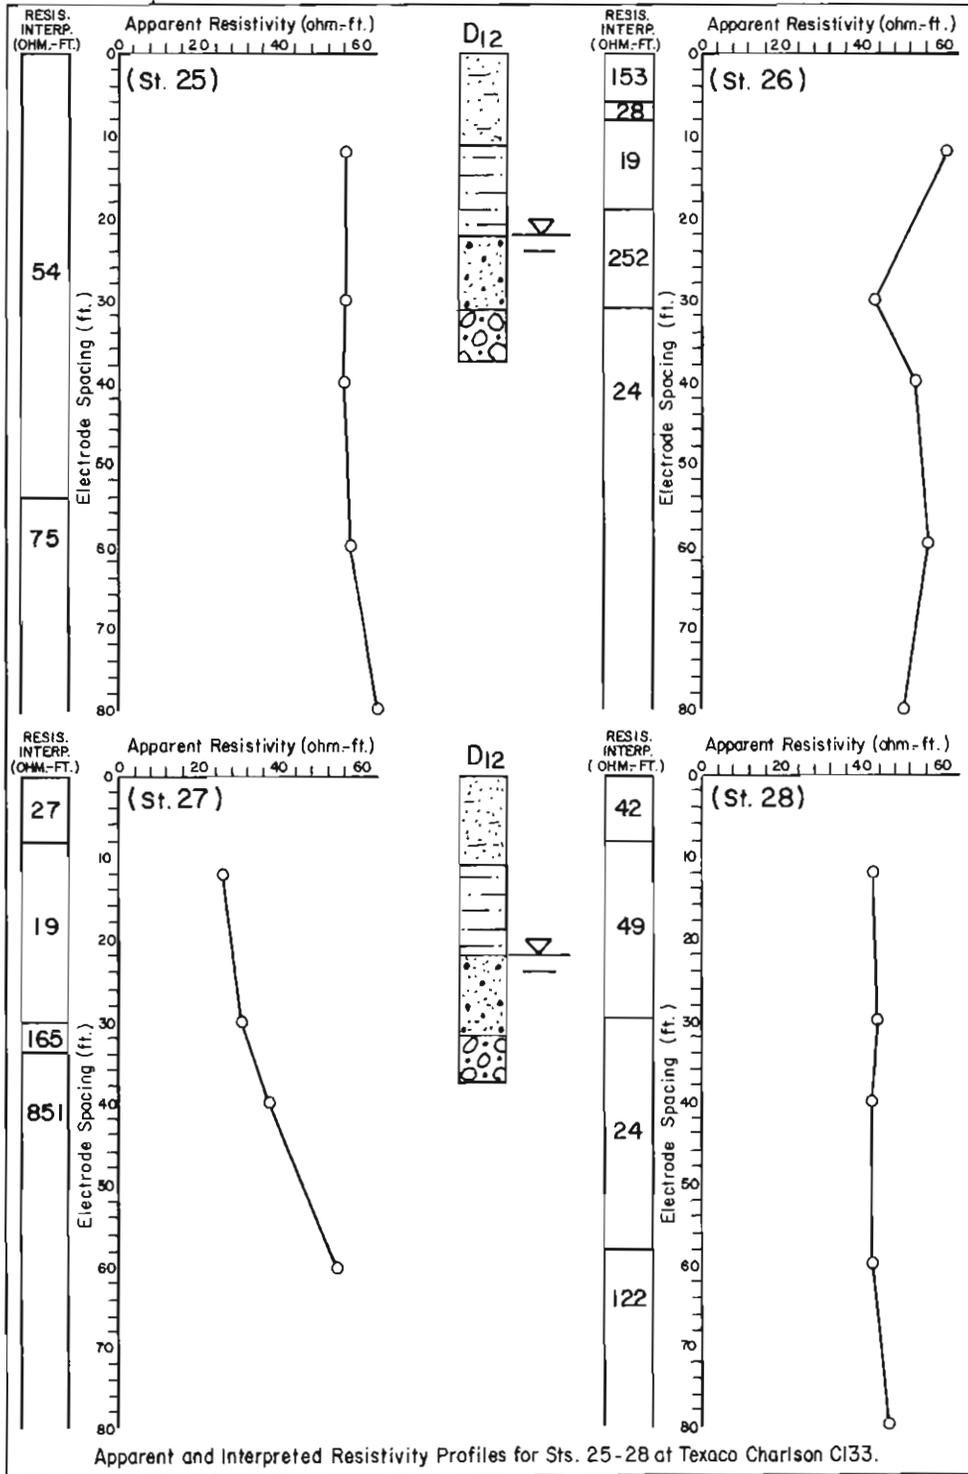 RESIS.
INTERP.
(OHM.-FT.)
Apparent Resistivity (ohm-ft.)
0 20 40 60
(St. 25)
54
75
Electrode Spacing (ft.)
0
10
20
30
40
50
60
70
80
D12
RESIS.
INTERP.
(OHM.-FT.)
Apparent Resistivity (ohm.-ft.)
0 20 40 60
(St. 26)
153
28
19
252
24
Electrode Spacing (ft.)
0
10
20
30
40
50
60
70
80
RESIS.
INTERP.
(OHM.-FT.)
Apparent Resistivity (ohm.-ft.)
0 20 40 60
(St. 27)
27
19
165
851
Electrode Spacing (ft.)
0
10
20
30
40
50
60
70
80
D12
RESIS.
INTERP.
(OHM.-FT.)
Apparent Resistivity (ohm.-ft.)
0 20 40 60
(St. 28)
42
49
24
122
Electrode Spacing (ft.)
0
10
20
30
40
50
60
70
80
Apparent and Interpreted Resistivity Profiles for Sts. 25-28 at Texaco Charlson C133.